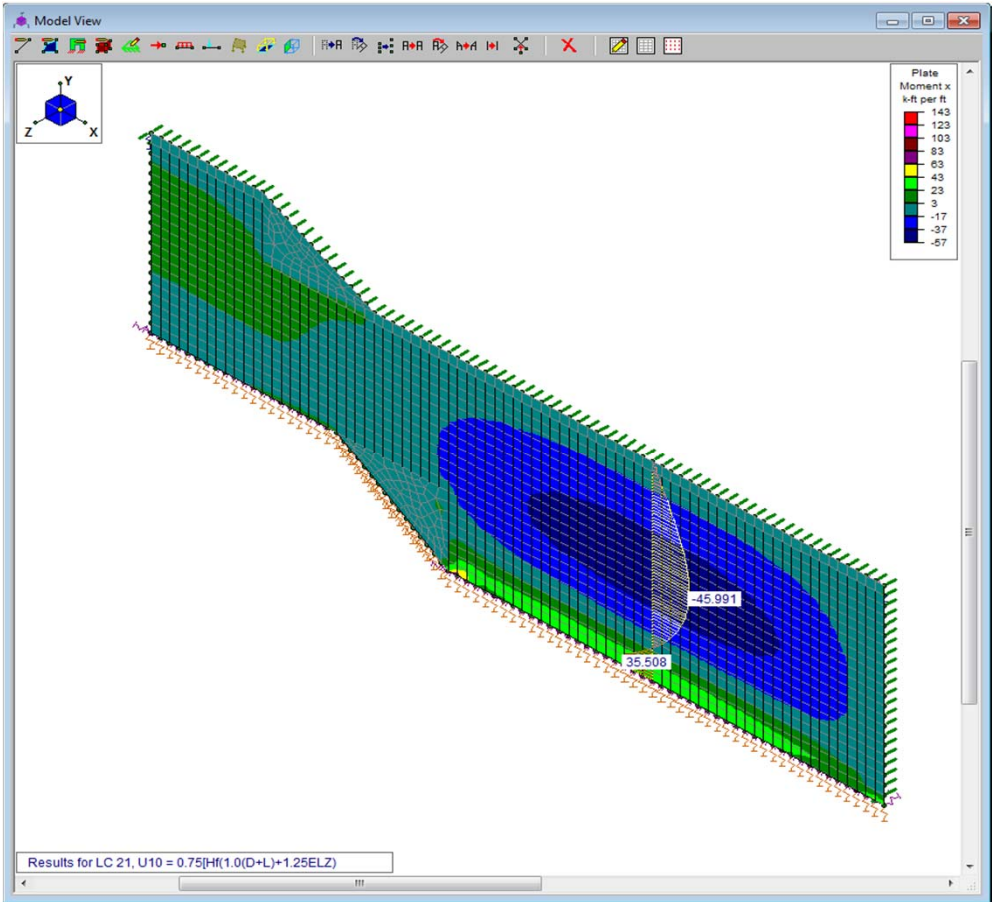 Model View
Y
Z
X
Plate
Moment x
k-ft per ft
143
123
103
83
63
43
23
3
-17
-37
-57
-45.991
35.508
Results for LC 21, U10 = 0.75[Hf(1.0(D+L)+1.25ELZ)